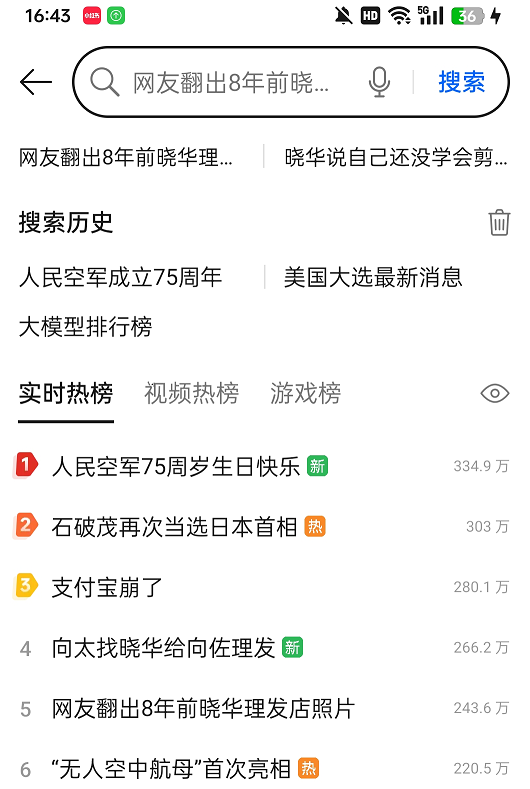 16:43 小红书 HD 5G 36
网友翻出8年前晓华... 搜索
网友翻出8年前晓华理... 晓华说自己还没学会剪...
搜索历史
人民空军成立75周年 美国大选最新消息
大模型排行榜
实时热榜 视频热榜 游戏榜
1 人民空军75周岁生日快乐 新 334.9 万
2 石破茂再次当选日本首相 热 303 万
3 支付宝崩了 280.1 万
4 向太找晓华给向佐理发 新 266.2 万
5 网友翻出8年前晓华理发店照片 243.6 万
6 “无人空中航母”首次亮相 热 220.5 万